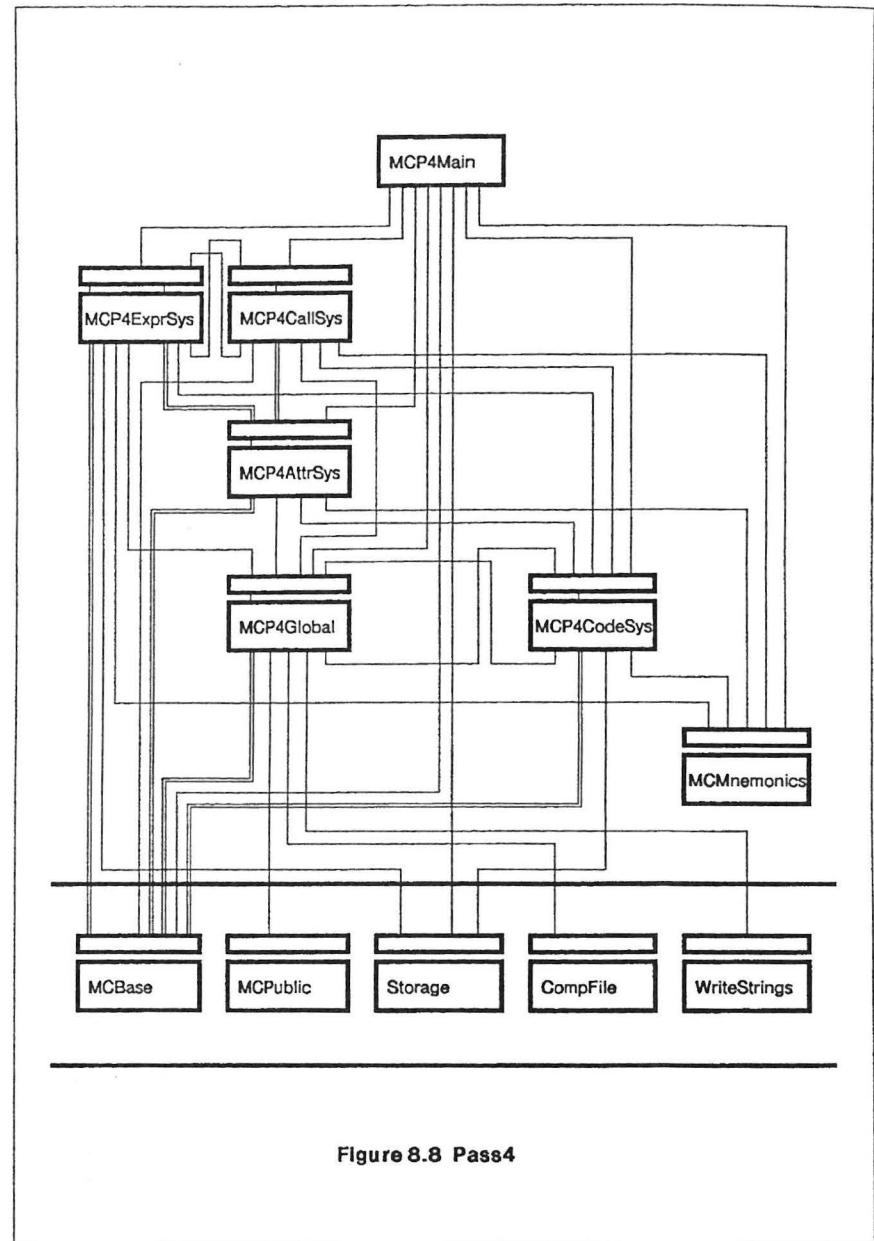 MCP4Main
MCP4ExprSys
MCP4CallSys
MCP4AttrSys
MCP4Global
MCP4CodeSys
MCMnemonics
MCBase
MCPublic
Storage
CompFile
WriteStrings
Figure 8.8 Pass4